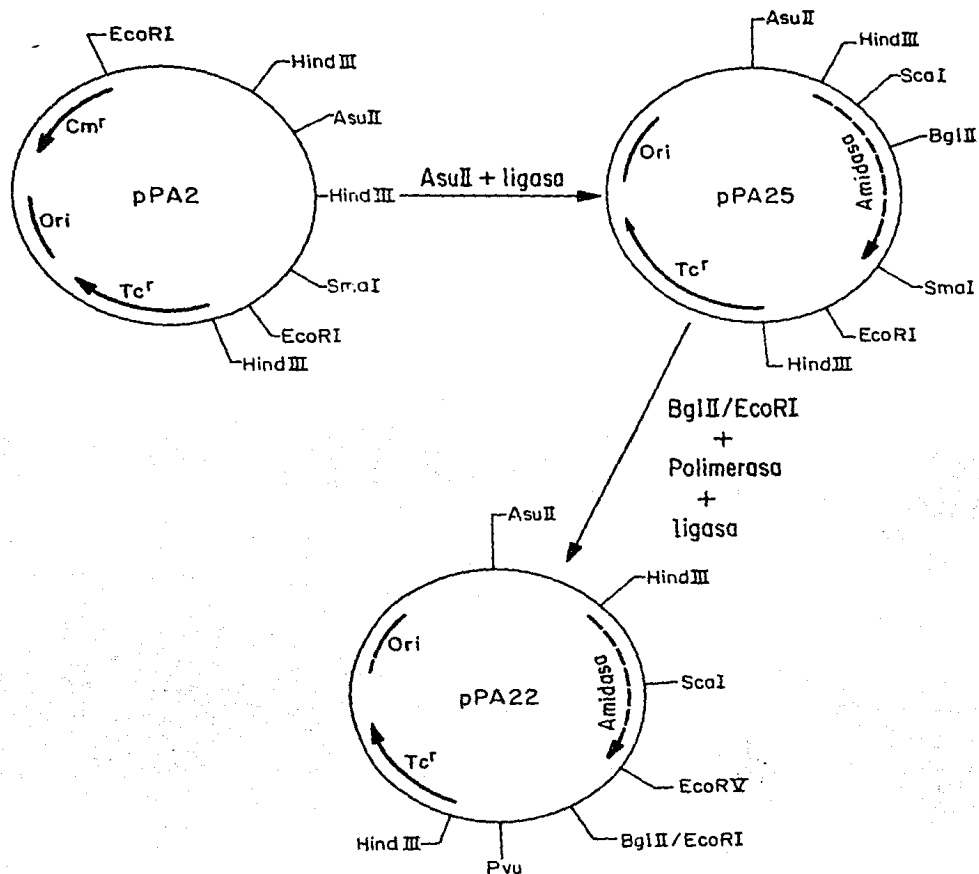 EcoRI
HindIII
AsuII
HindIII
SmaI
EcoRI
HindIII
Cmʳ
Ori
Tcʳ
pPA2
AsuII + ligasa
AsuII
HindIII
ScaI
BglII
SmaI
EcoRI
HindIII
Ori
Amidasa
Tcʳ
pPA25
BglII/EcoRI
+
Polimerasa
+
ligasa
AsuII
HindIII
ScaI
EcoRV
BglII/EcoRI
Pvu
HindIII
Ori
Amidasa
Tcʳ
pPA22